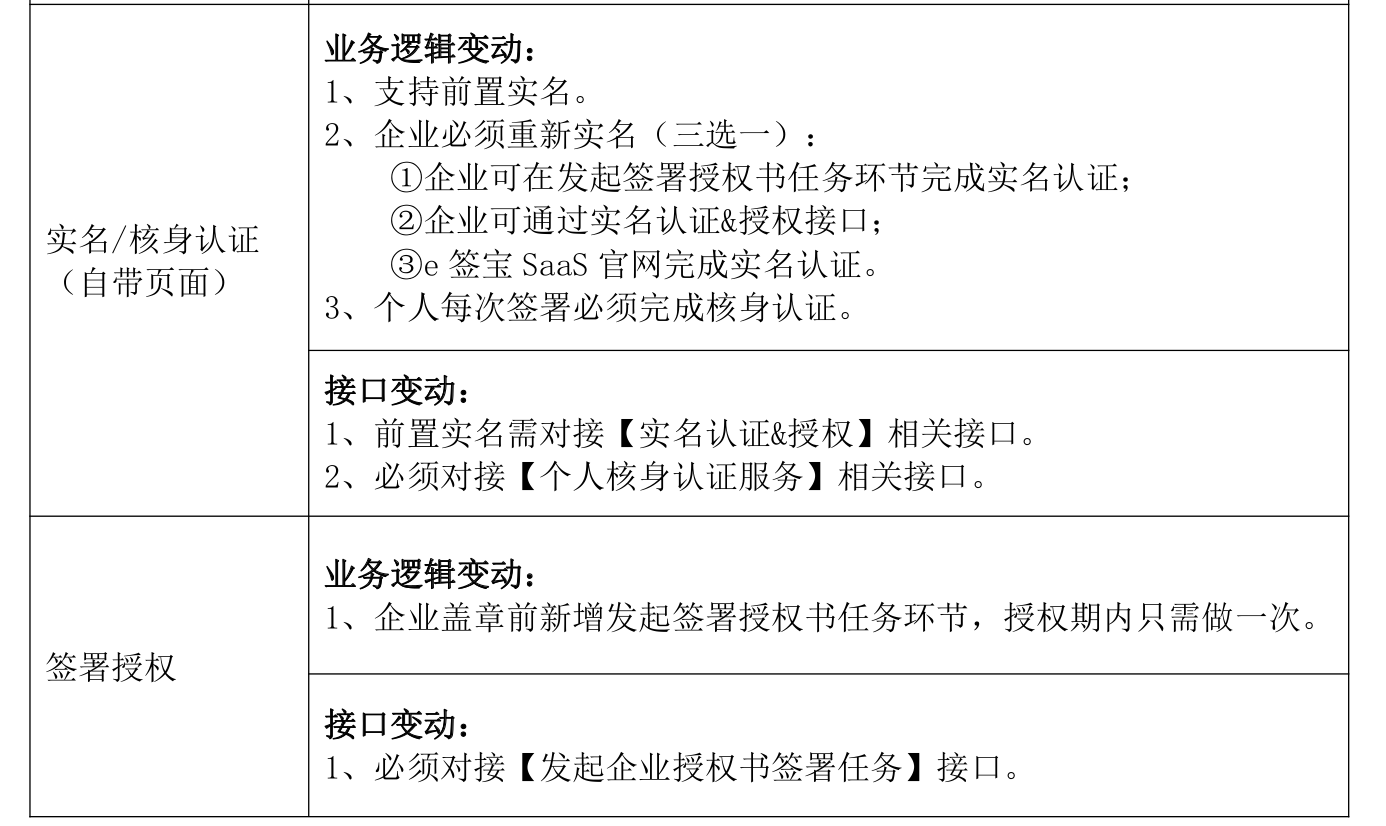 实名/核身认证
（自带页面）
业务逻辑变动：
1、支持前置实名。
2、企业必须重新实名（三选一）：
①企业可在发起签署授权书任务环节完成实名认证；
②企业可通过实名认证&授权接口；
③e签宝SaaS官网完成实名认证。
3、个人每次签署必须完成核身认证。
接口变动：
1、前置实名需对接【实名认证&授权】相关接口。
2、必须对接【个人核身认证服务】相关接口。
签署授权
业务逻辑变动：
1、企业盖章前新增发起签署授权书任务环节，授权期内只需做一次。
接口变动：
1、必须对接【发起企业授权书签署任务】接口。